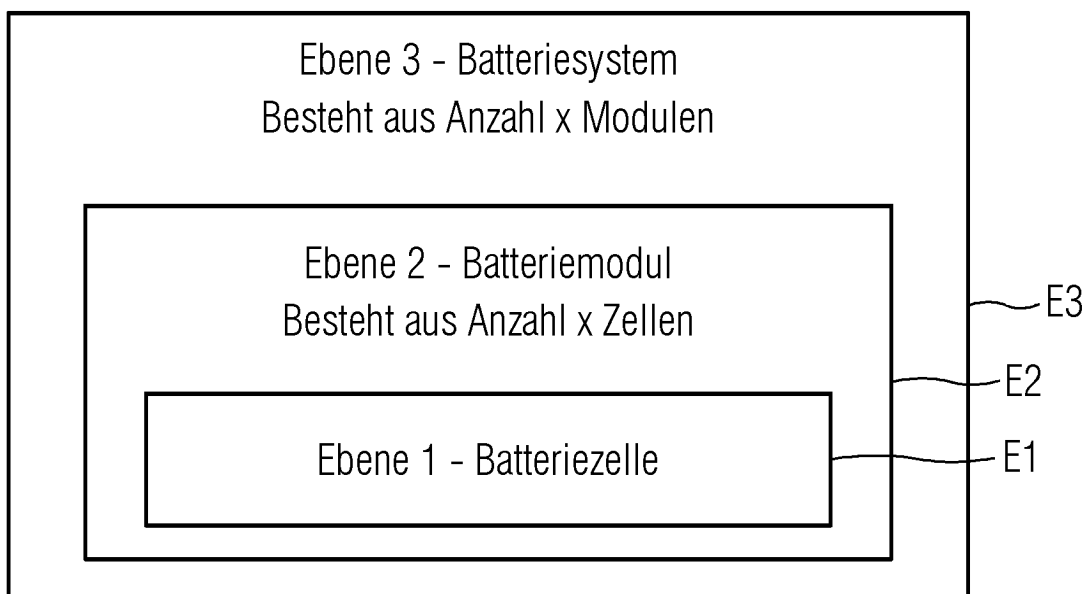 Ebene 3 - Batteriesystem
Besteht aus Anzahl x Modulen
Ebene 2 - Batteriemodul
Besteht aus Anzahl x Zellen
Ebene 1 - Batteriezelle
E3
E2
E1